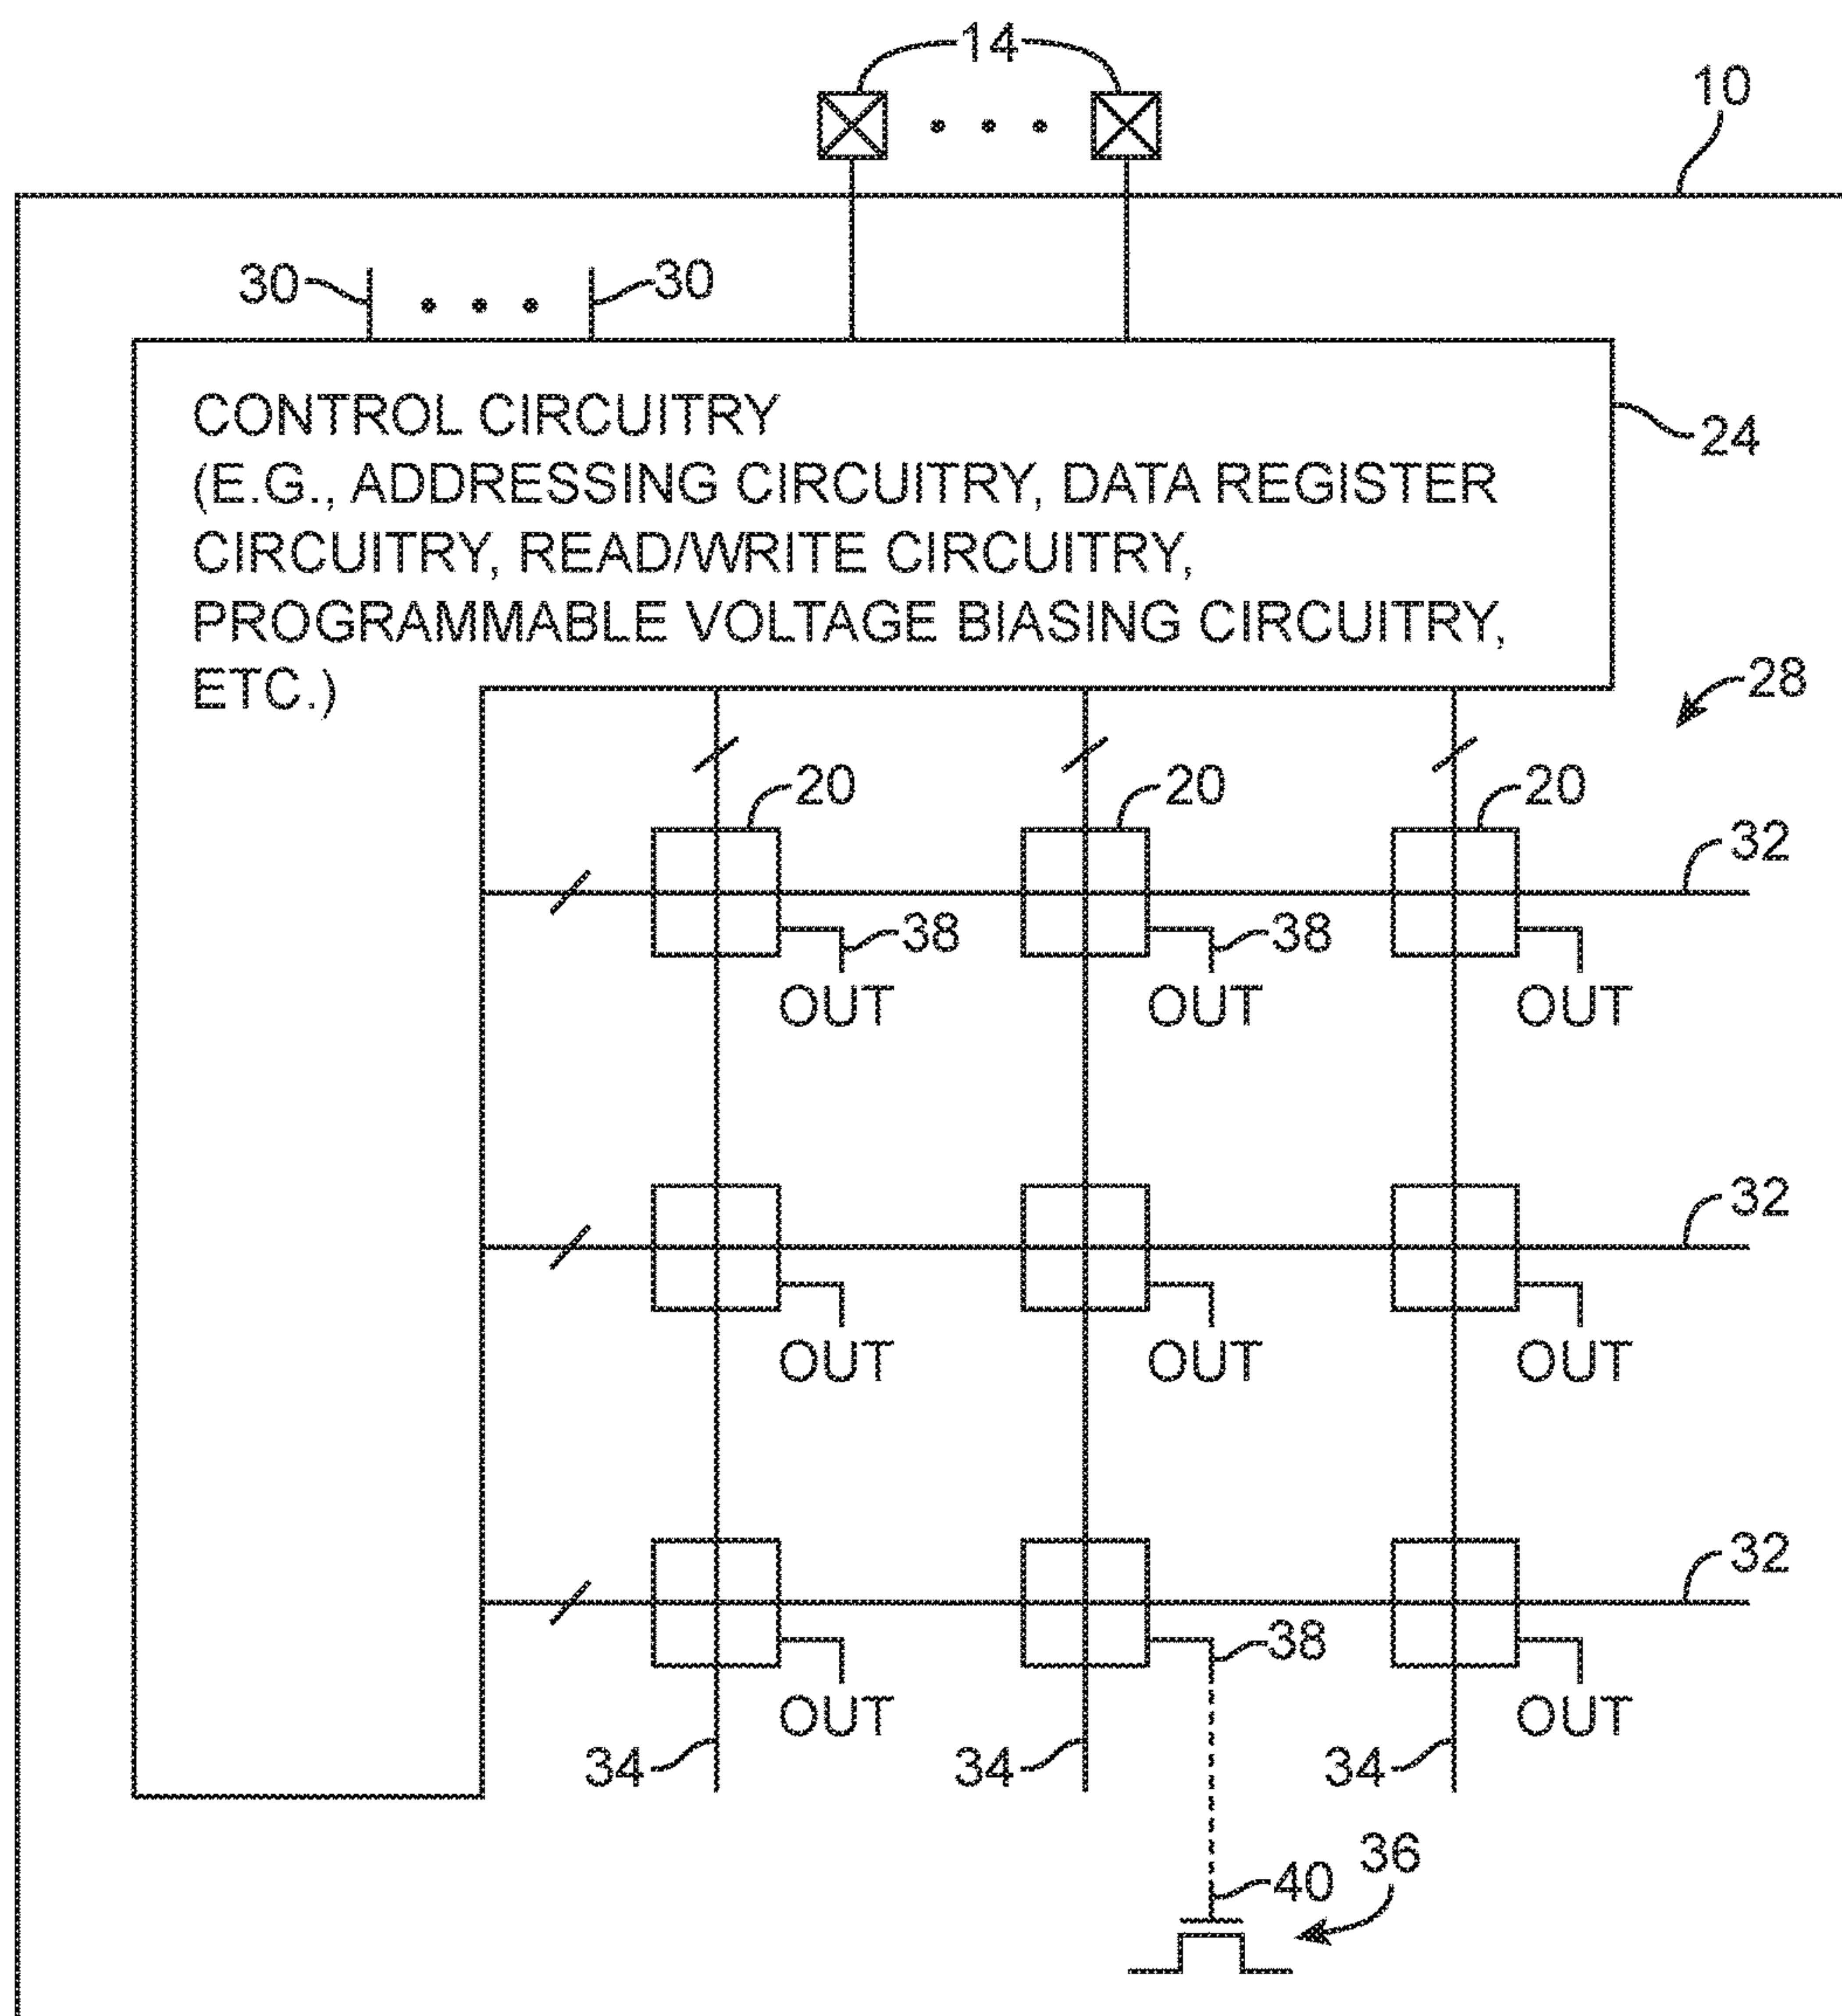 14
10
30 30
CONTROL CIRCUITRY
(E.G., ADDRESSING CIRCUITRY, DATA REGISTER
CIRCUITRY, READ/WRITE CIRCUITRY,
PROGRAMMABLE VOLTAGE BIASING CIRCUITRY,
ETC.)
24
28
20 20 20
32
38 38
OUT OUT OUT
32
OUT OUT OUT
32
38
OUT OUT
34 34 34
36
40